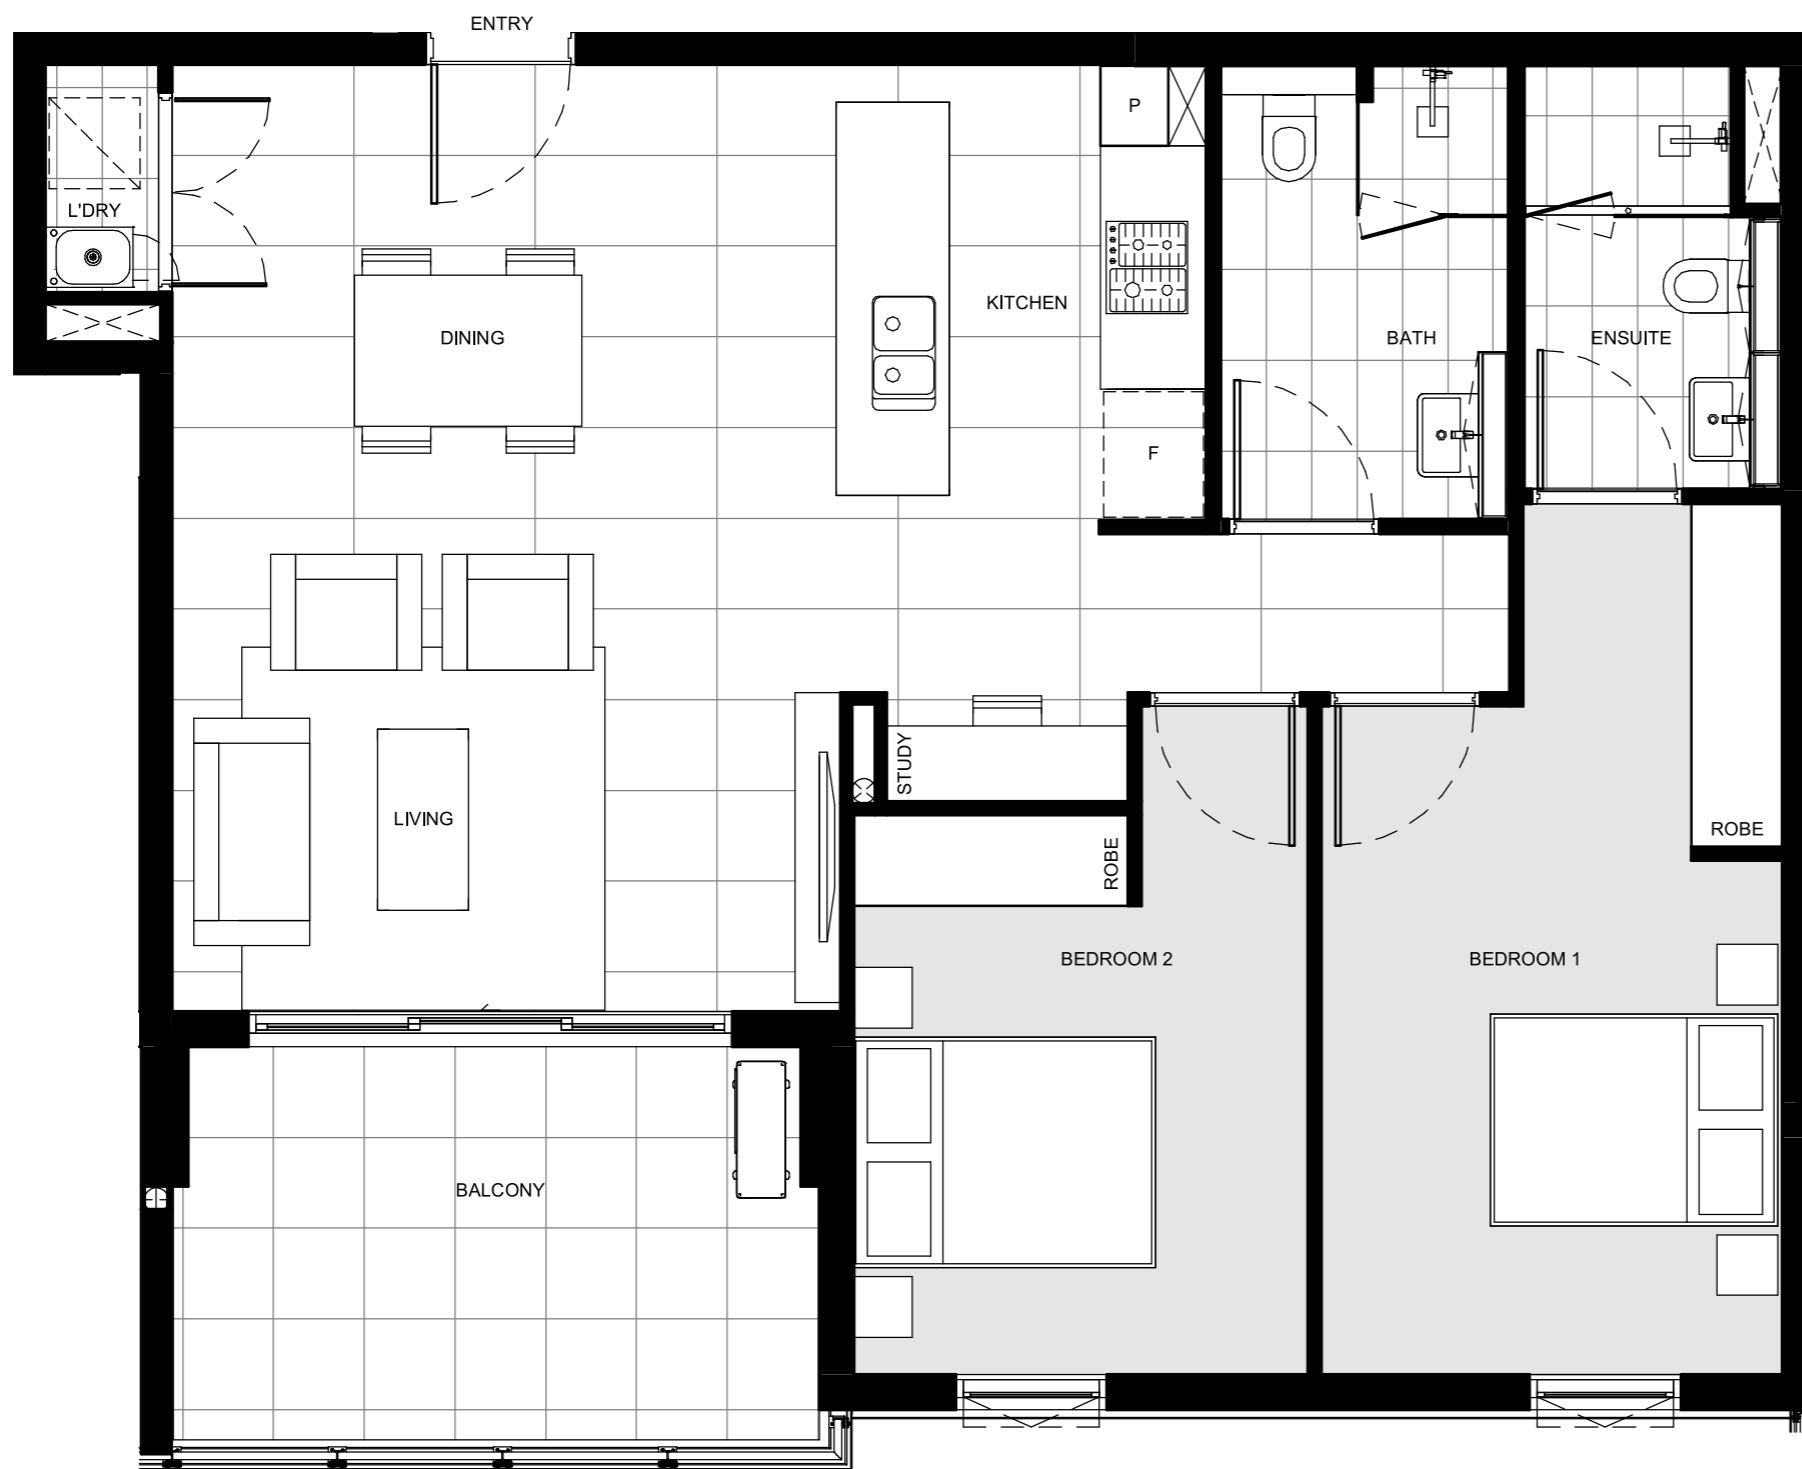 ENTRY
P
L'DRY
KITCHEN
DINING
BATH
ENSUITE
F
STUDY
LIVING
ROBE
ROBE
BEDROOM 2
BEDROOM 1
BALCONY